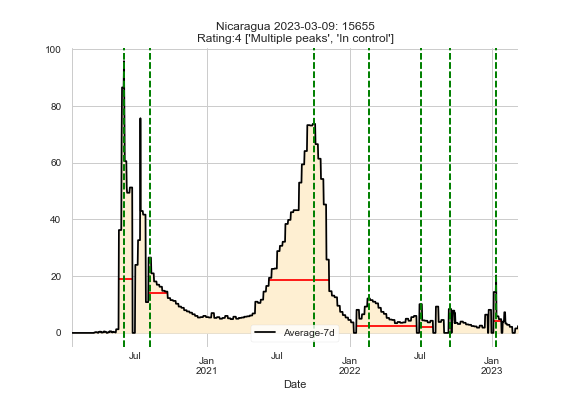 Nicaragua 2023-03-09: 15655
Rating:4 ['Multiple peaks', 'In control']
100
80
60
40
20
0
Average-7d
Jul
Jan
2021
Jul
Jan
2022
Jul
Jan
2023
Date